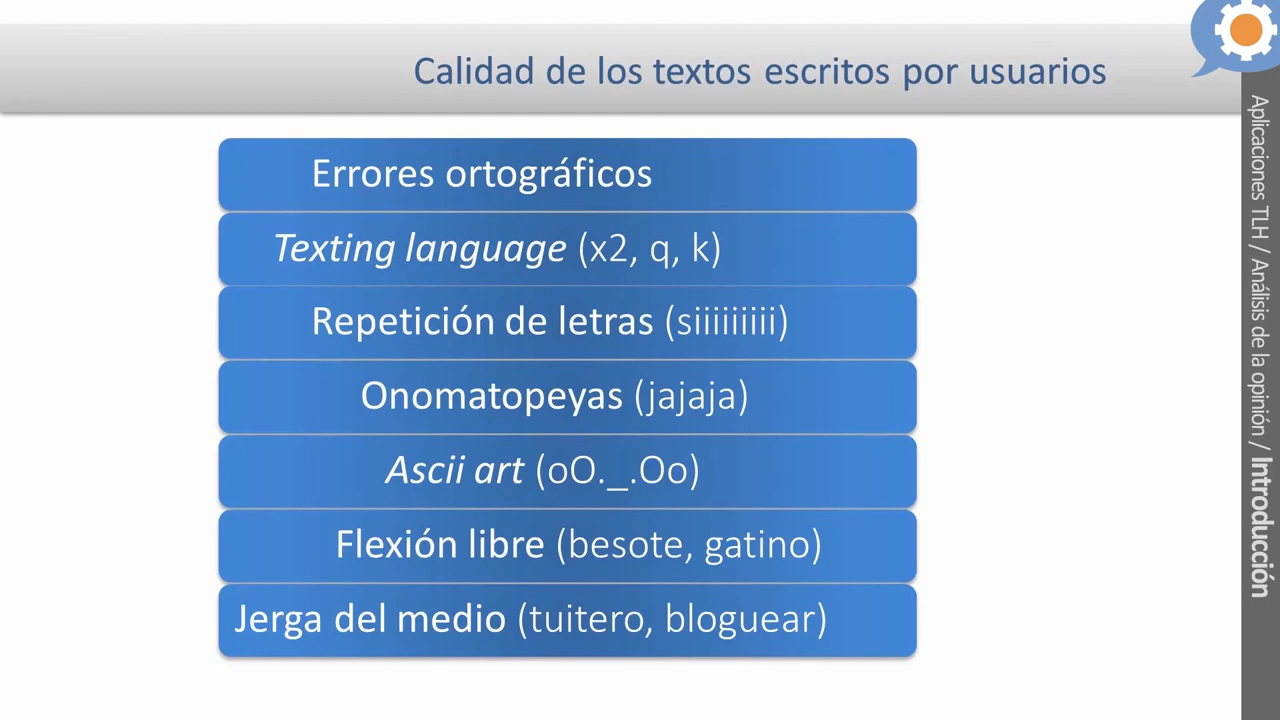 Calidad de los textos escritos por usuarios
Errores ortográficos
Texting language (x2, q, k)
Repetición de letras (siiiiiiiii)
Onomatopeyas (jajaja)
Ascii art (oO._.Oo)
Flexión libre (besote, gatino)
Jerga del medio (tuitero, bloguear)
Aplicaciones TLH / Análisis de la opinión / Introducción